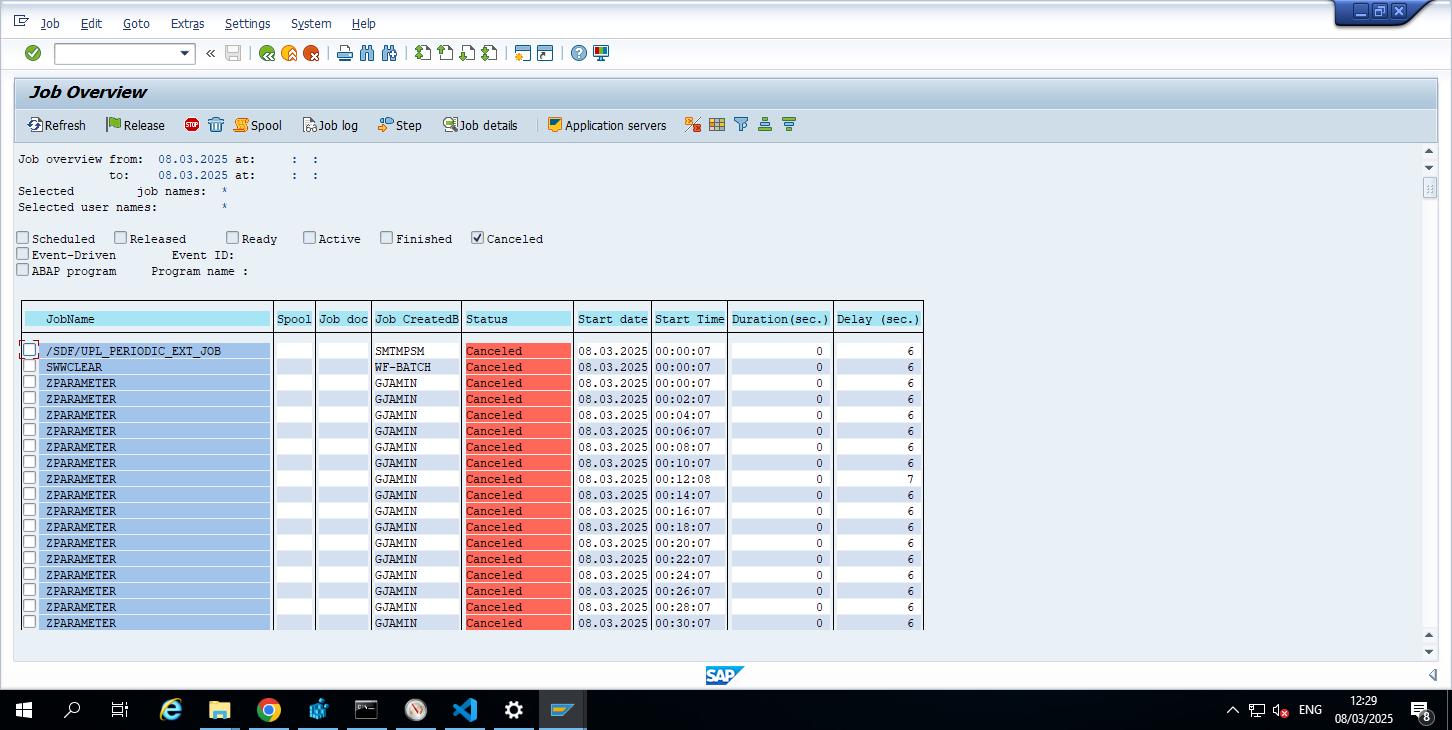 Job Edit Goto Extras Settings System Help
Job Overview
Refresh Release STOP Spool Job log Step Job details Application servers
Job overview from: 08.03.2025 at: : :
to: 08.03.2025 at: : :
Selected job names: *
Selected user names: *
Scheduled Released Ready Active Finished Canceled
Event-Driven Event ID:
ABAP program Program name :
JobName Spool Job doc Job CreatedB Status Start date Start Time Duration(sec.) Delay (sec.)
/SDF/UPL_PERIODIC_EXT_JOB SMTMPSM Canceled 08.03.2025 00:00:07 0 6
SWWCLEAR WF-BATCH Canceled 08.03.2025 00:00:07 0 6
ZPARAMETER GJAMIN Canceled 08.03.2025 00:00:07 0 6
ZPARAMETER GJAMIN Canceled 08.03.2025 00:02:07 0 6
ZPARAMETER GJAMIN Canceled 08.03.2025 00:04:07 0 6
ZPARAMETER GJAMIN Canceled 08.03.2025 00:06:07 0 6
ZPARAMETER GJAMIN Canceled 08.03.2025 00:08:07 0 6
ZPARAMETER GJAMIN Canceled 08.03.2025 00:10:07 0 6
ZPARAMETER GJAMIN Canceled 08.03.2025 00:12:08 0 7
ZPARAMETER GJAMIN Canceled 08.03.2025 00:14:07 0 6
ZPARAMETER GJAMIN Canceled 08.03.2025 00:16:07 0 6
ZPARAMETER GJAMIN Canceled 08.03.2025 00:18:07 0 6
ZPARAMETER GJAMIN Canceled 08.03.2025 00:20:07 0 6
ZPARAMETER GJAMIN Canceled 08.03.2025 00:22:07 0 6
ZPARAMETER GJAMIN Canceled 08.03.2025 00:24:07 0 6
ZPARAMETER GJAMIN Canceled 08.03.2025 00:26:07 0 6
ZPARAMETER GJAMIN Canceled 08.03.2025 00:28:07 0 6
ZPARAMETER GJAMIN Canceled 08.03.2025 00:30:07 0 6
SAP
ENG
12:29
08/03/2025
8